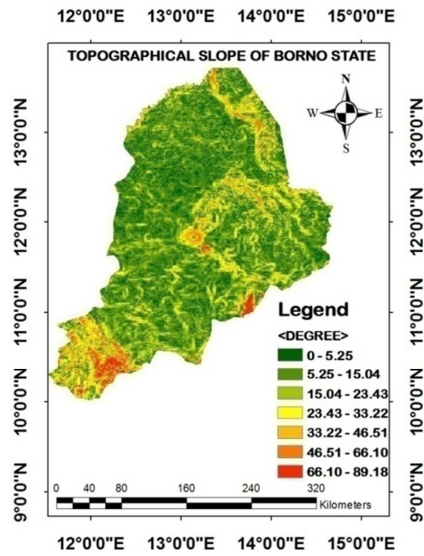 12°0'0"E 13°0'0"E 14°0'0"E 15°0'0"E
TOPOGRAPHICAL SLOPE OF BORNO STATE
N
W E
S
13°0'0"N 13°0'0"N
12°0'0"N 12°0'0"N
11°0'0"N 11°0'0"N
10°0'0"N 10°0'0"N
9°0'0"N 9°0'0"N
Legend
<DEGREE>
0 - 5.25
5.25 - 15.04
15.04 - 23.43
23.43 - 33.22
33.22 - 46.51
46.51 - 66.10
66.10 - 89.18
0 40 80 160 240 320
Kilometers
12°0'0"E 13°0'0"E 14°0'0"E 15°0'0"E